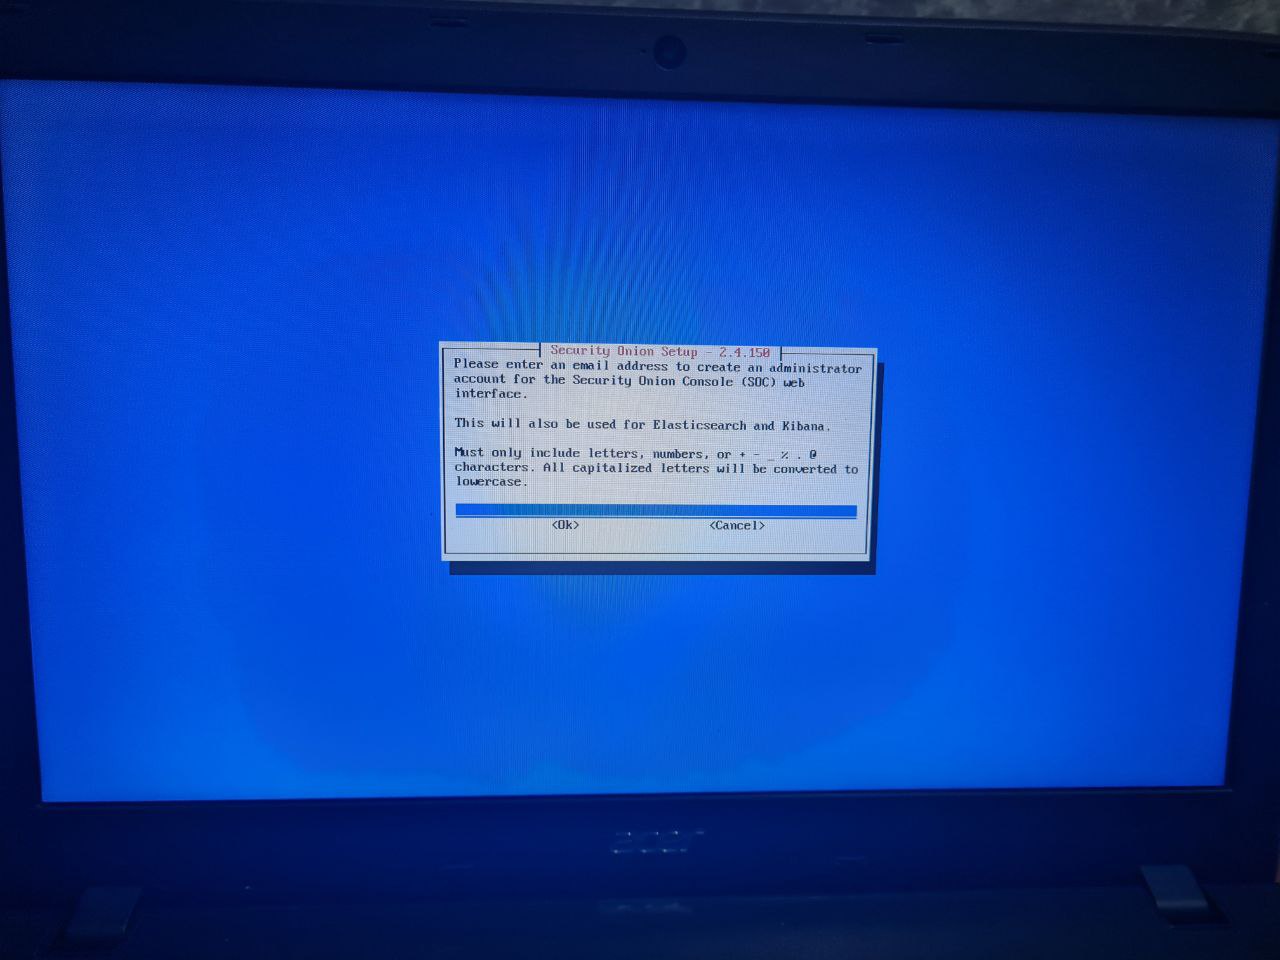 Security Onion Setup - 2.4.150
Please enter an email address to create an administrator
account for the Security Onion Console (SOC) web
interface.
This will also be used for Elasticsearch and Kibana.
Must only include letters, numbers, or + - _ % . @
characters. All capitalized letters will be converted to
lowercase.
<Ok> <Cancel>
acer